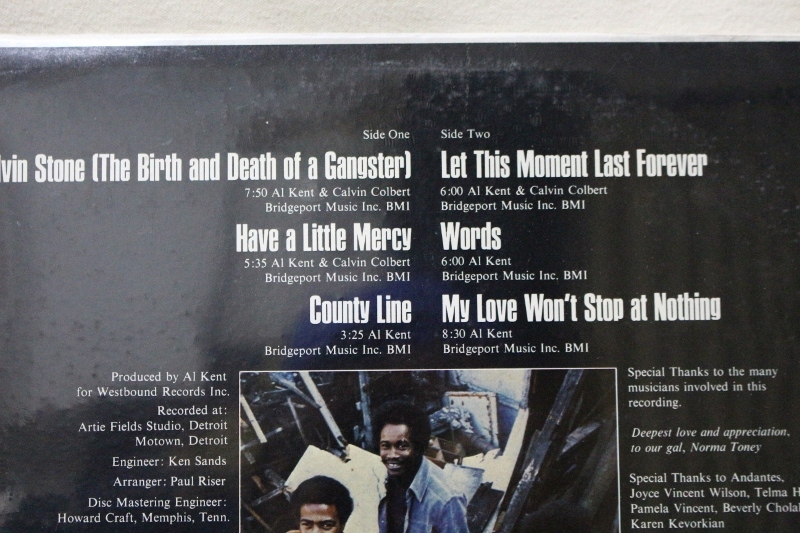 Side One
Stone (The Birth and Death of a Gangster)
7:50 Al Kent & Calvin Colbert
Bridgeport Music Inc. BMI
Have a Little Mercy
5:35 Al Kent & Calvin Colbert
Bridgeport Music Inc. BMI
County Line
3:25 Al Kent
Bridgeport Music Inc. BMI
Side Two
Let This Moment Last Forever
6:00 Al Kent & Calvin Colbert
Bridgeport Music Inc. BMI
Words
6:00 Al Kent
Bridgeport Music Inc. BMI
My Love Won't Stop at Nothing
8:30 Al Kent
Bridgeport Music Inc. BMI
Produced by Al Kent
for Westbound Records Inc.
Recorded at:
Artie Fields Studio, Detroit
Motown, Detroit
Engineer: Ken Sands
Arranger: Paul Riser
Disc Mastering Engineer:
Howard Craft, Memphis, Tenn.
Special Thanks to the many
musicians involved in this
recording.
Deepest love and appreciation,
to our gal, Norma Toney
Special Thanks to Andantes,
Joyce Vincent Wilson, Telma
Pamela Vincent, Beverly
Karen Kevorkian